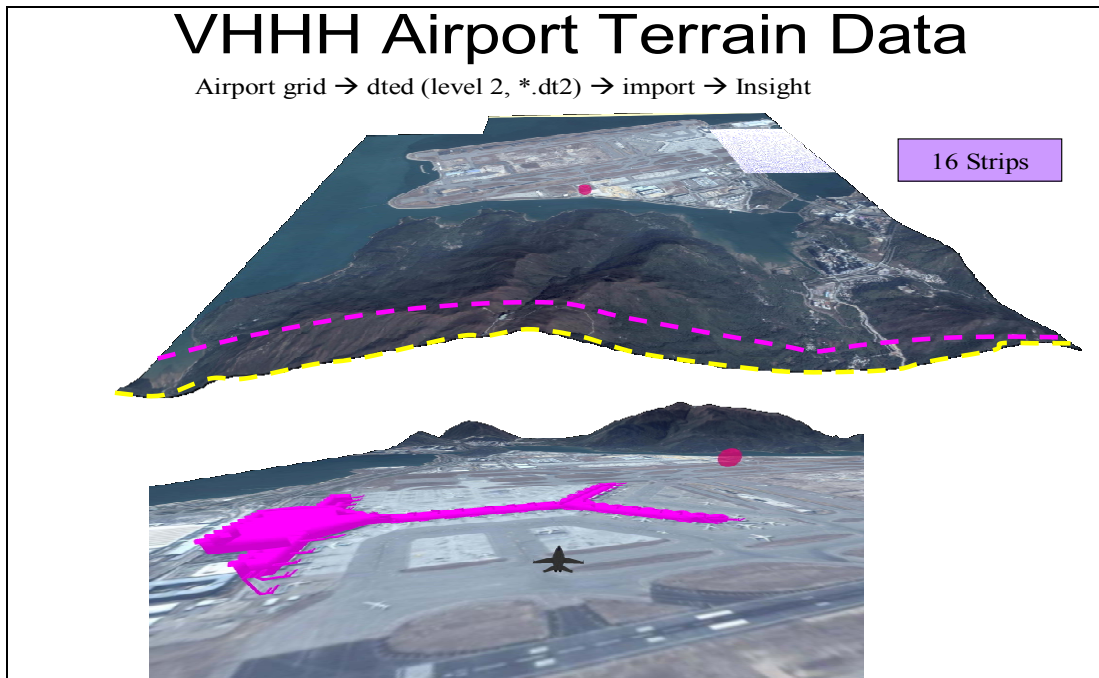 VHHH Airport Terrain Data
Airport grid → dted (level 2, *.dt2) → import → Insight
16 Strips